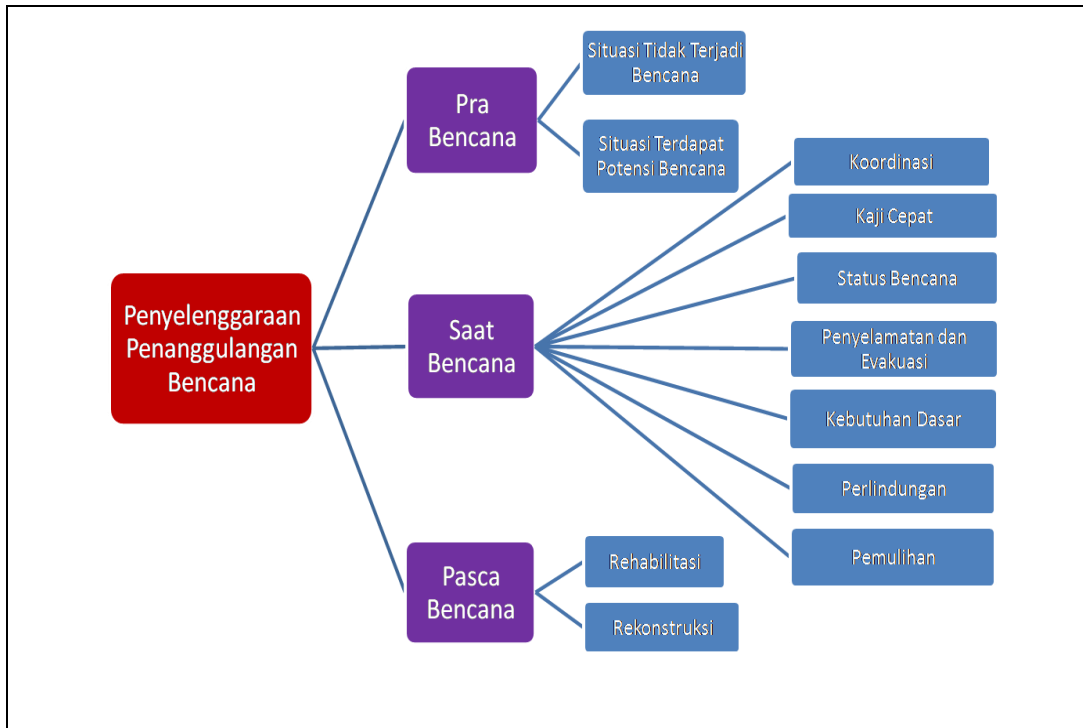 Penyelenggaraan
Penanggulangan
Bencana
Pra
Bencana
Situasi Tidak Terjadi
Bencana
Situasi Terdapat
Potensi Bencana
Saat
Bencana
Koordinasi
Kaji Cepat
Status Bencana
Penyelamatan dan
Evakuasi
Kebutuhan Dasar
Perlindungan
Pemulihan
Pasca
Bencana
Rehabilitasi
Rekonstruksi